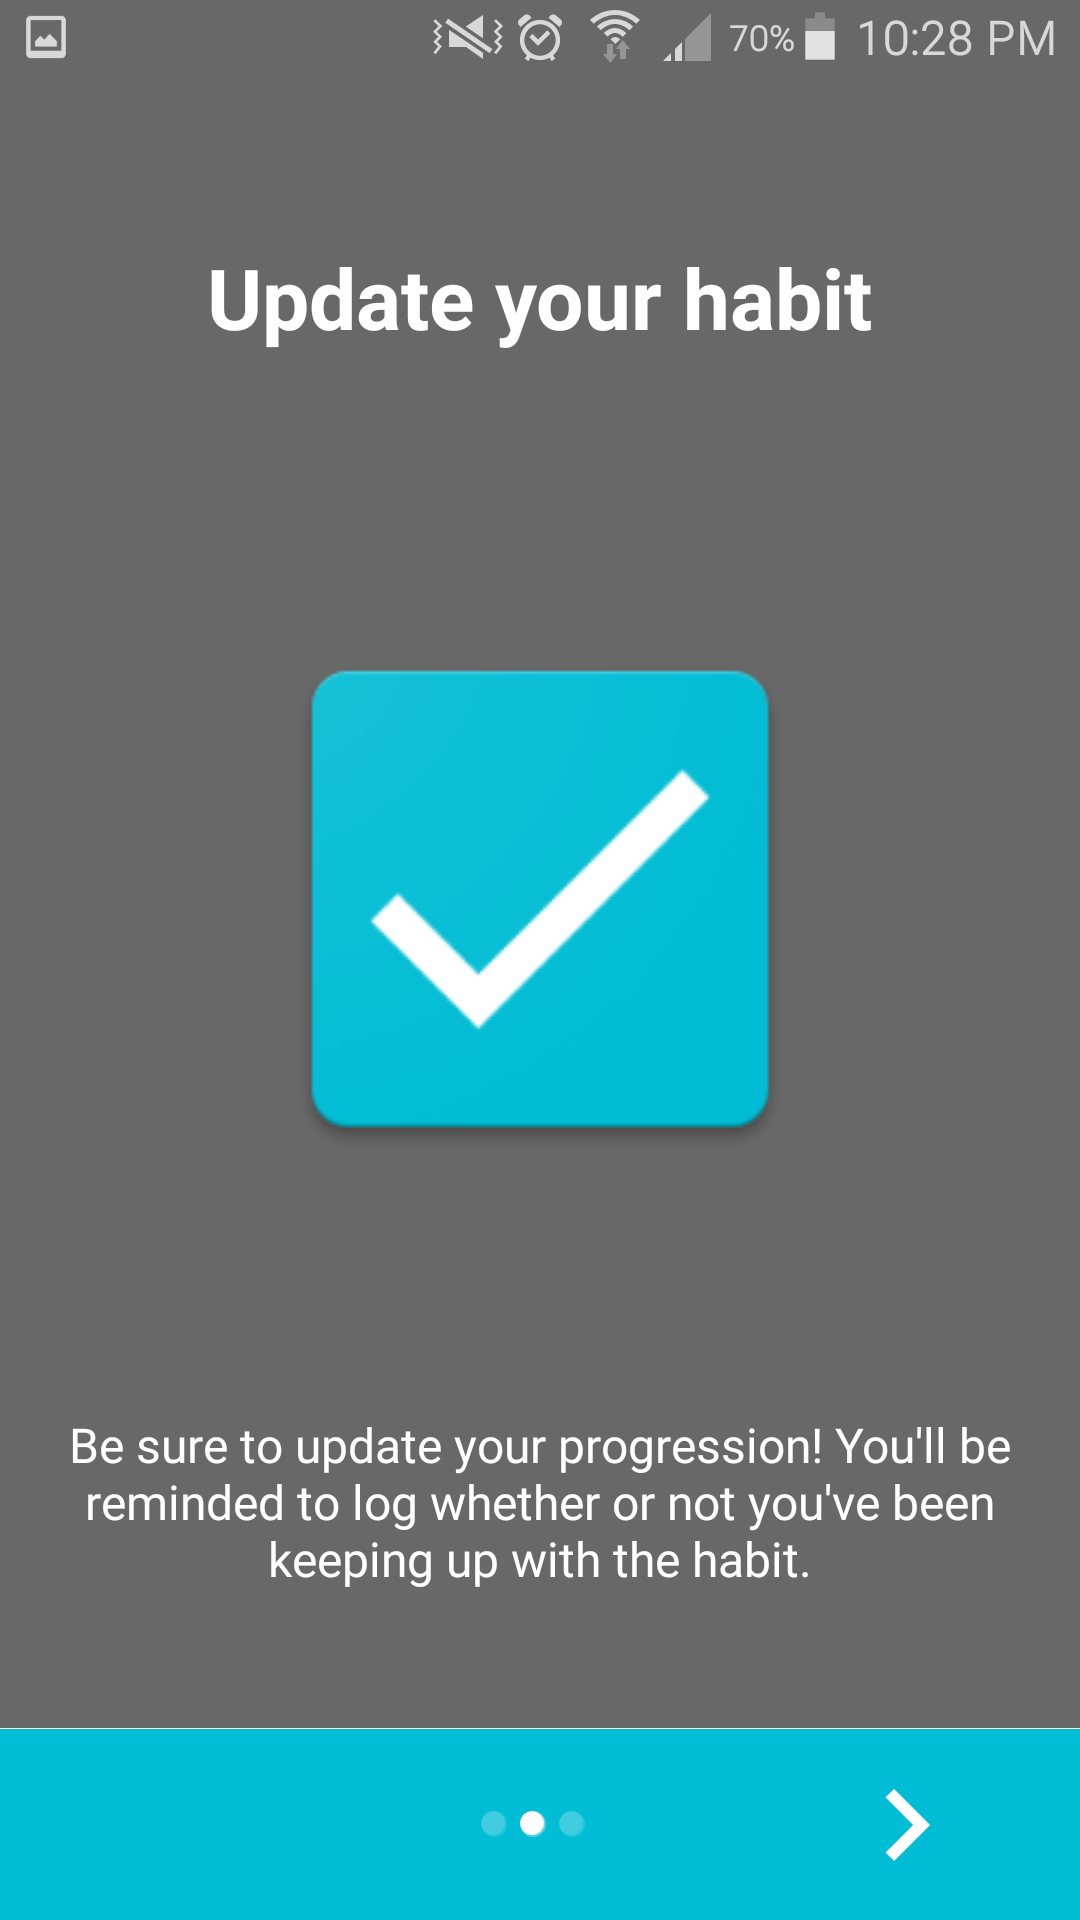 70% 10:28 PM
Update your habit
Be sure to update your progression! You'll be
reminded to log whether or not you've been
keeping up with the habit.